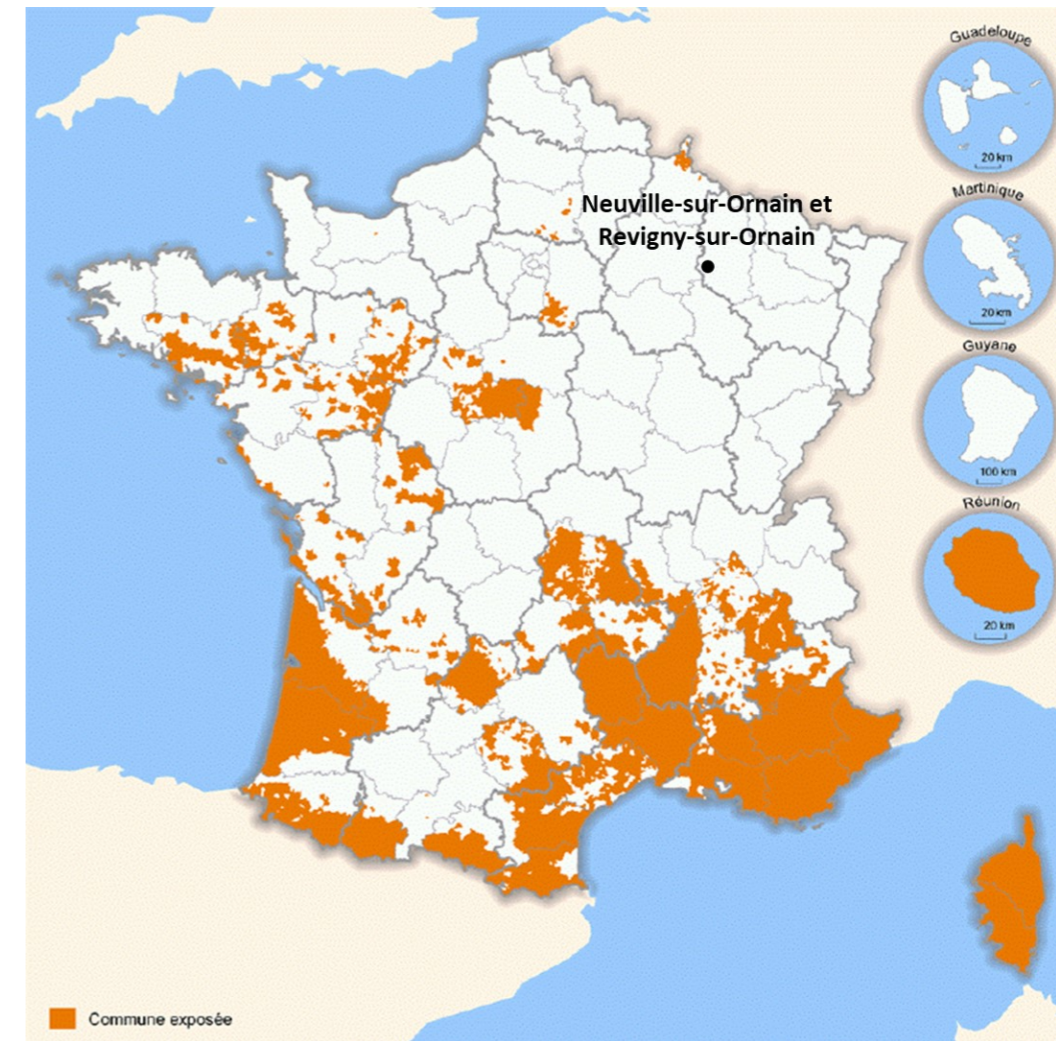 Guadeloupe
20 km
Neuville-sur-Ornain et
Revigny-sur-Ornain
Martinique
20 km
Guyane
100 km
Réunion
20 km
Commune exposée